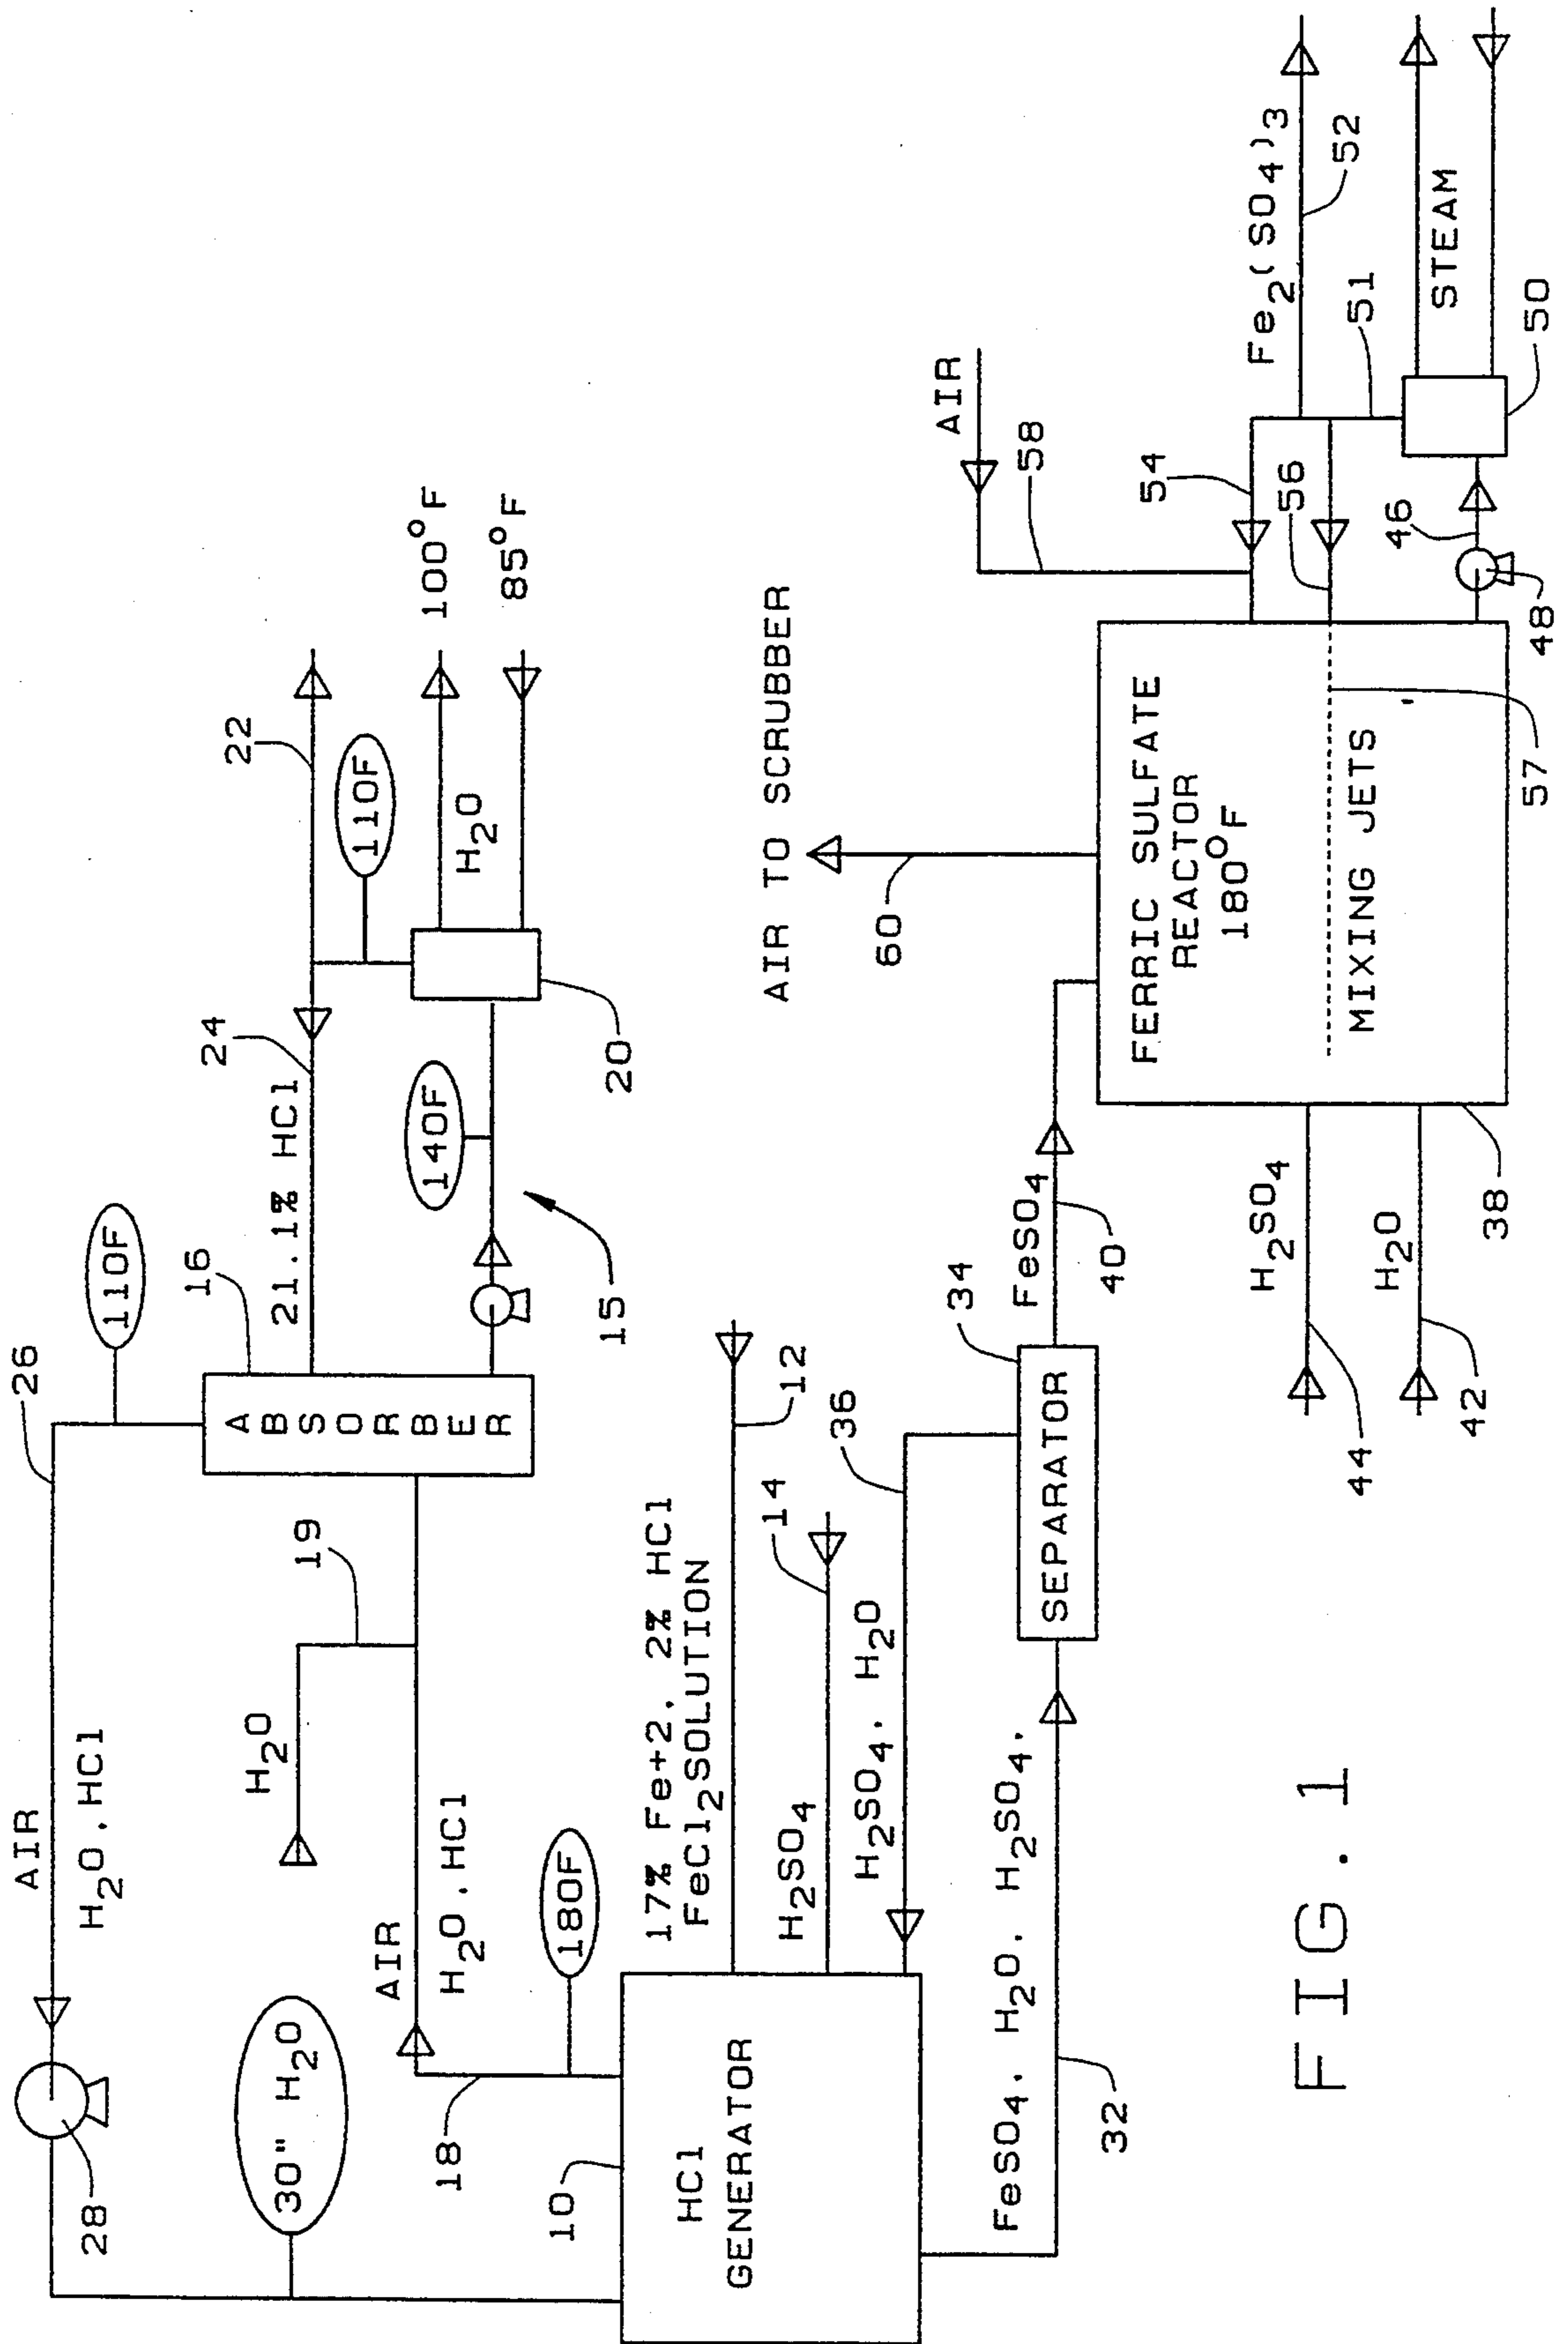 26
AIR
H2O.HCl
110F
28
30" H2O
16
ABSORBER
21.1% HCl
24
22
110F
100°F
H2O
85°F
20
140F
15
H2O
19
AIR
H2O.HCl
18
180F
10
HCl
GENERATOR
17% Fe+2. 2% HCl
FeCl2SOLUTION
12
H2SO4
14
H2SO4. H2O
36
SEPARATOR
34
FeSO4. H2O. H2SO4.
32
FeSO4
40
AIR TO SCRUBBER
60
FERRIC SULFATE
REACTOR
180°F
MIXING JETS
57
H2SO4
44
H2O
42
38
AIR
58
54
56
46
48
Fe2(SO4)3
52
51
STEAM
50
FIG. 1